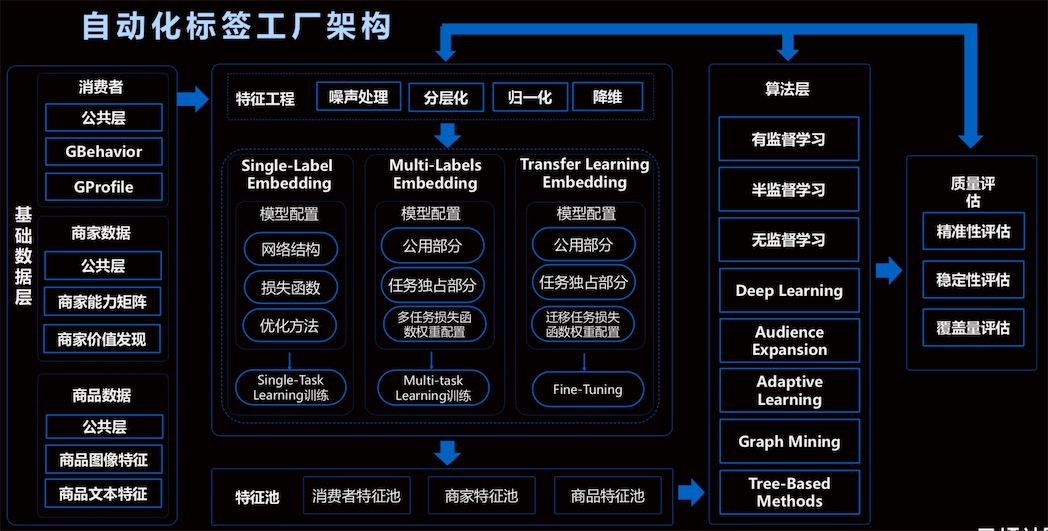 自动化标签工厂架构
基础数据层
消费者
公共层
GBehavior
GProfile
商家数据
公共层
商家能力矩阵
商家价值发现
商品数据
公共层
商品图像特征
商品文本特征
特征工程
噪声处理
分层化
归一化
降维
Single-Label
Embedding
模型配置
网络结构
损失函数
优化方法
Single-Task
Learning训练
Multi-Labels
Embedding
模型配置
公用部分
任务独占部分
多任务损失函
数权重配置
Multi-task
Learning训练
Transfer Learning
Embedding
模型配置
公用部分
任务独占部分
迁移任务损失
函数权重配置
Fine-Tuning
特征池
消费者特征池
商家特征池
商品特征池
算法层
有监督学习
半监督学习
无监督学习
Deep Learning
Audience
Expansion
Adaptive
Learning
Graph Mining
Tree-Based
Methods
质量评
估
精准性评估
稳定性评估
覆盖量评估